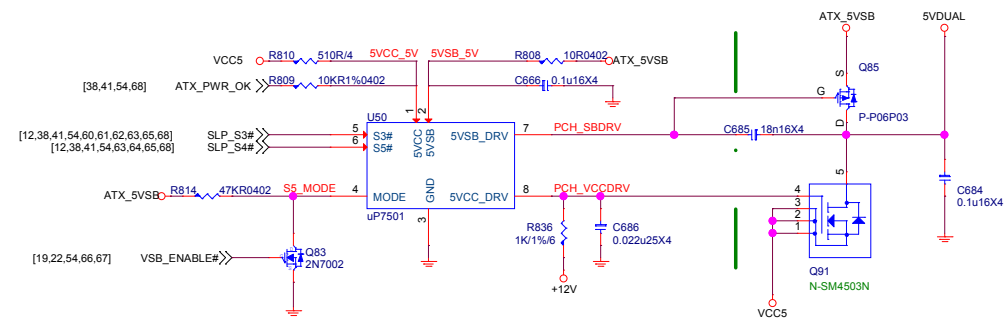 ATX_5VSB
5VDUAL
VCC5
R810
510R/4
5VCC_5V
5VSB_5V
R808
10R0402
ATX_5VSB
[38,41,54,68]
ATX_PWR_OK
R809
10KR1%0402
C666
0.1u16X4
Q85
S
G
D
P-P06P03
U50
1
2
5VCC
5VSB
[12,38,41,54,60,61,62,63,65,68]
SLP_S3#
5
S3#
5VSB_DRV
7
PCH_SBDRV
C685
18n16X4
[12,38,41,54,63,64,65,68]
SLP_S4#
6
S5#
ATX_5VSB
R814
47KR0402
S5_MODE
4
MODE
GND
5VCC_DRV
8
PCH_VCCDRV
uP7501
3
5
4
3
2
1
C684
0.1u16X4
R836
1K/1%/6
C686
0.022u25X4
[19,22,54,66,67]
VSB_ENABLE#
Q83
2N7002
+12V
Q91
N-SM4503N
VCC5